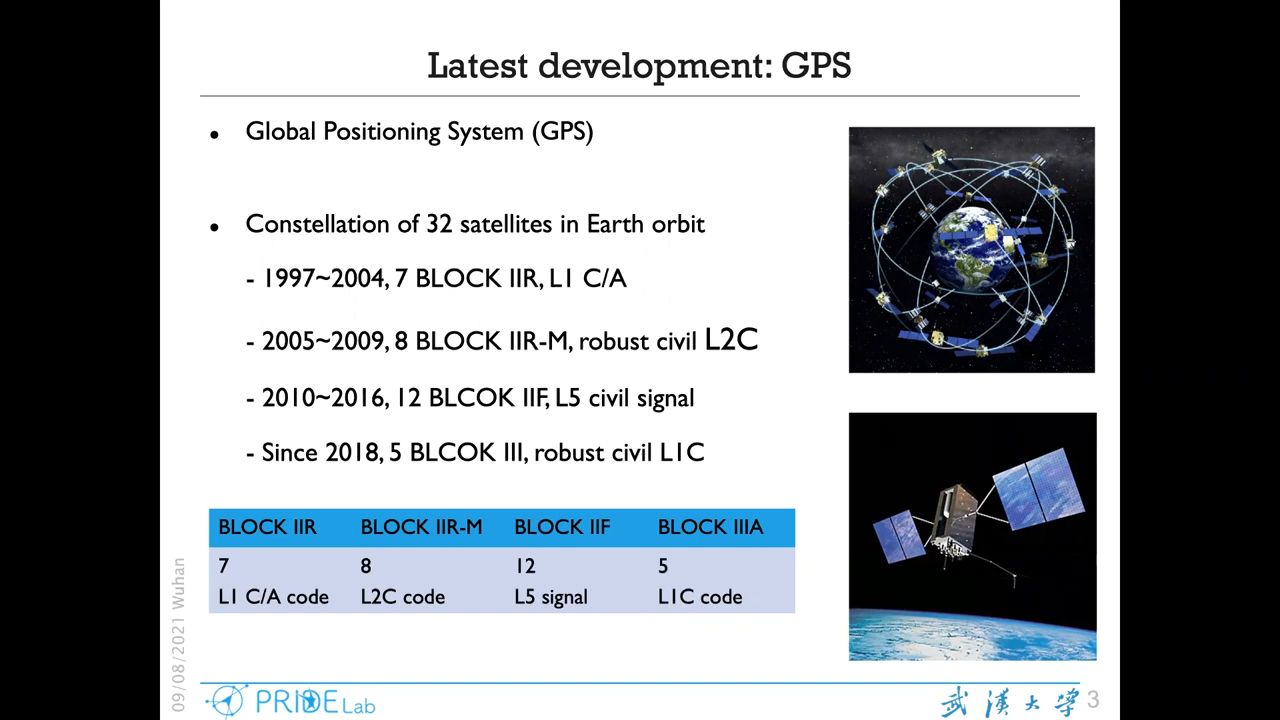 Latest development: GPS
• Global Positioning System (GPS)
• Constellation of 32 satellites in Earth orbit
- 1997~2004, 7 BLOCK IIR, L1 C/A
- 2005~2009, 8 BLOCK IIR-M, robust civil L2C
- 2010~2016, 12 BLCOK IIF, L5 civil signal
- Since 2018, 5 BLCOK III, robust civil L1C
BLOCK IIR BLOCK IIR-M BLOCK IIF BLOCK IIIA
7 8 12 5
L1 C/A code L2C code L5 signal L1C code
09/08/2021 Wuhan
PRIDE Lab
武漢大学 3